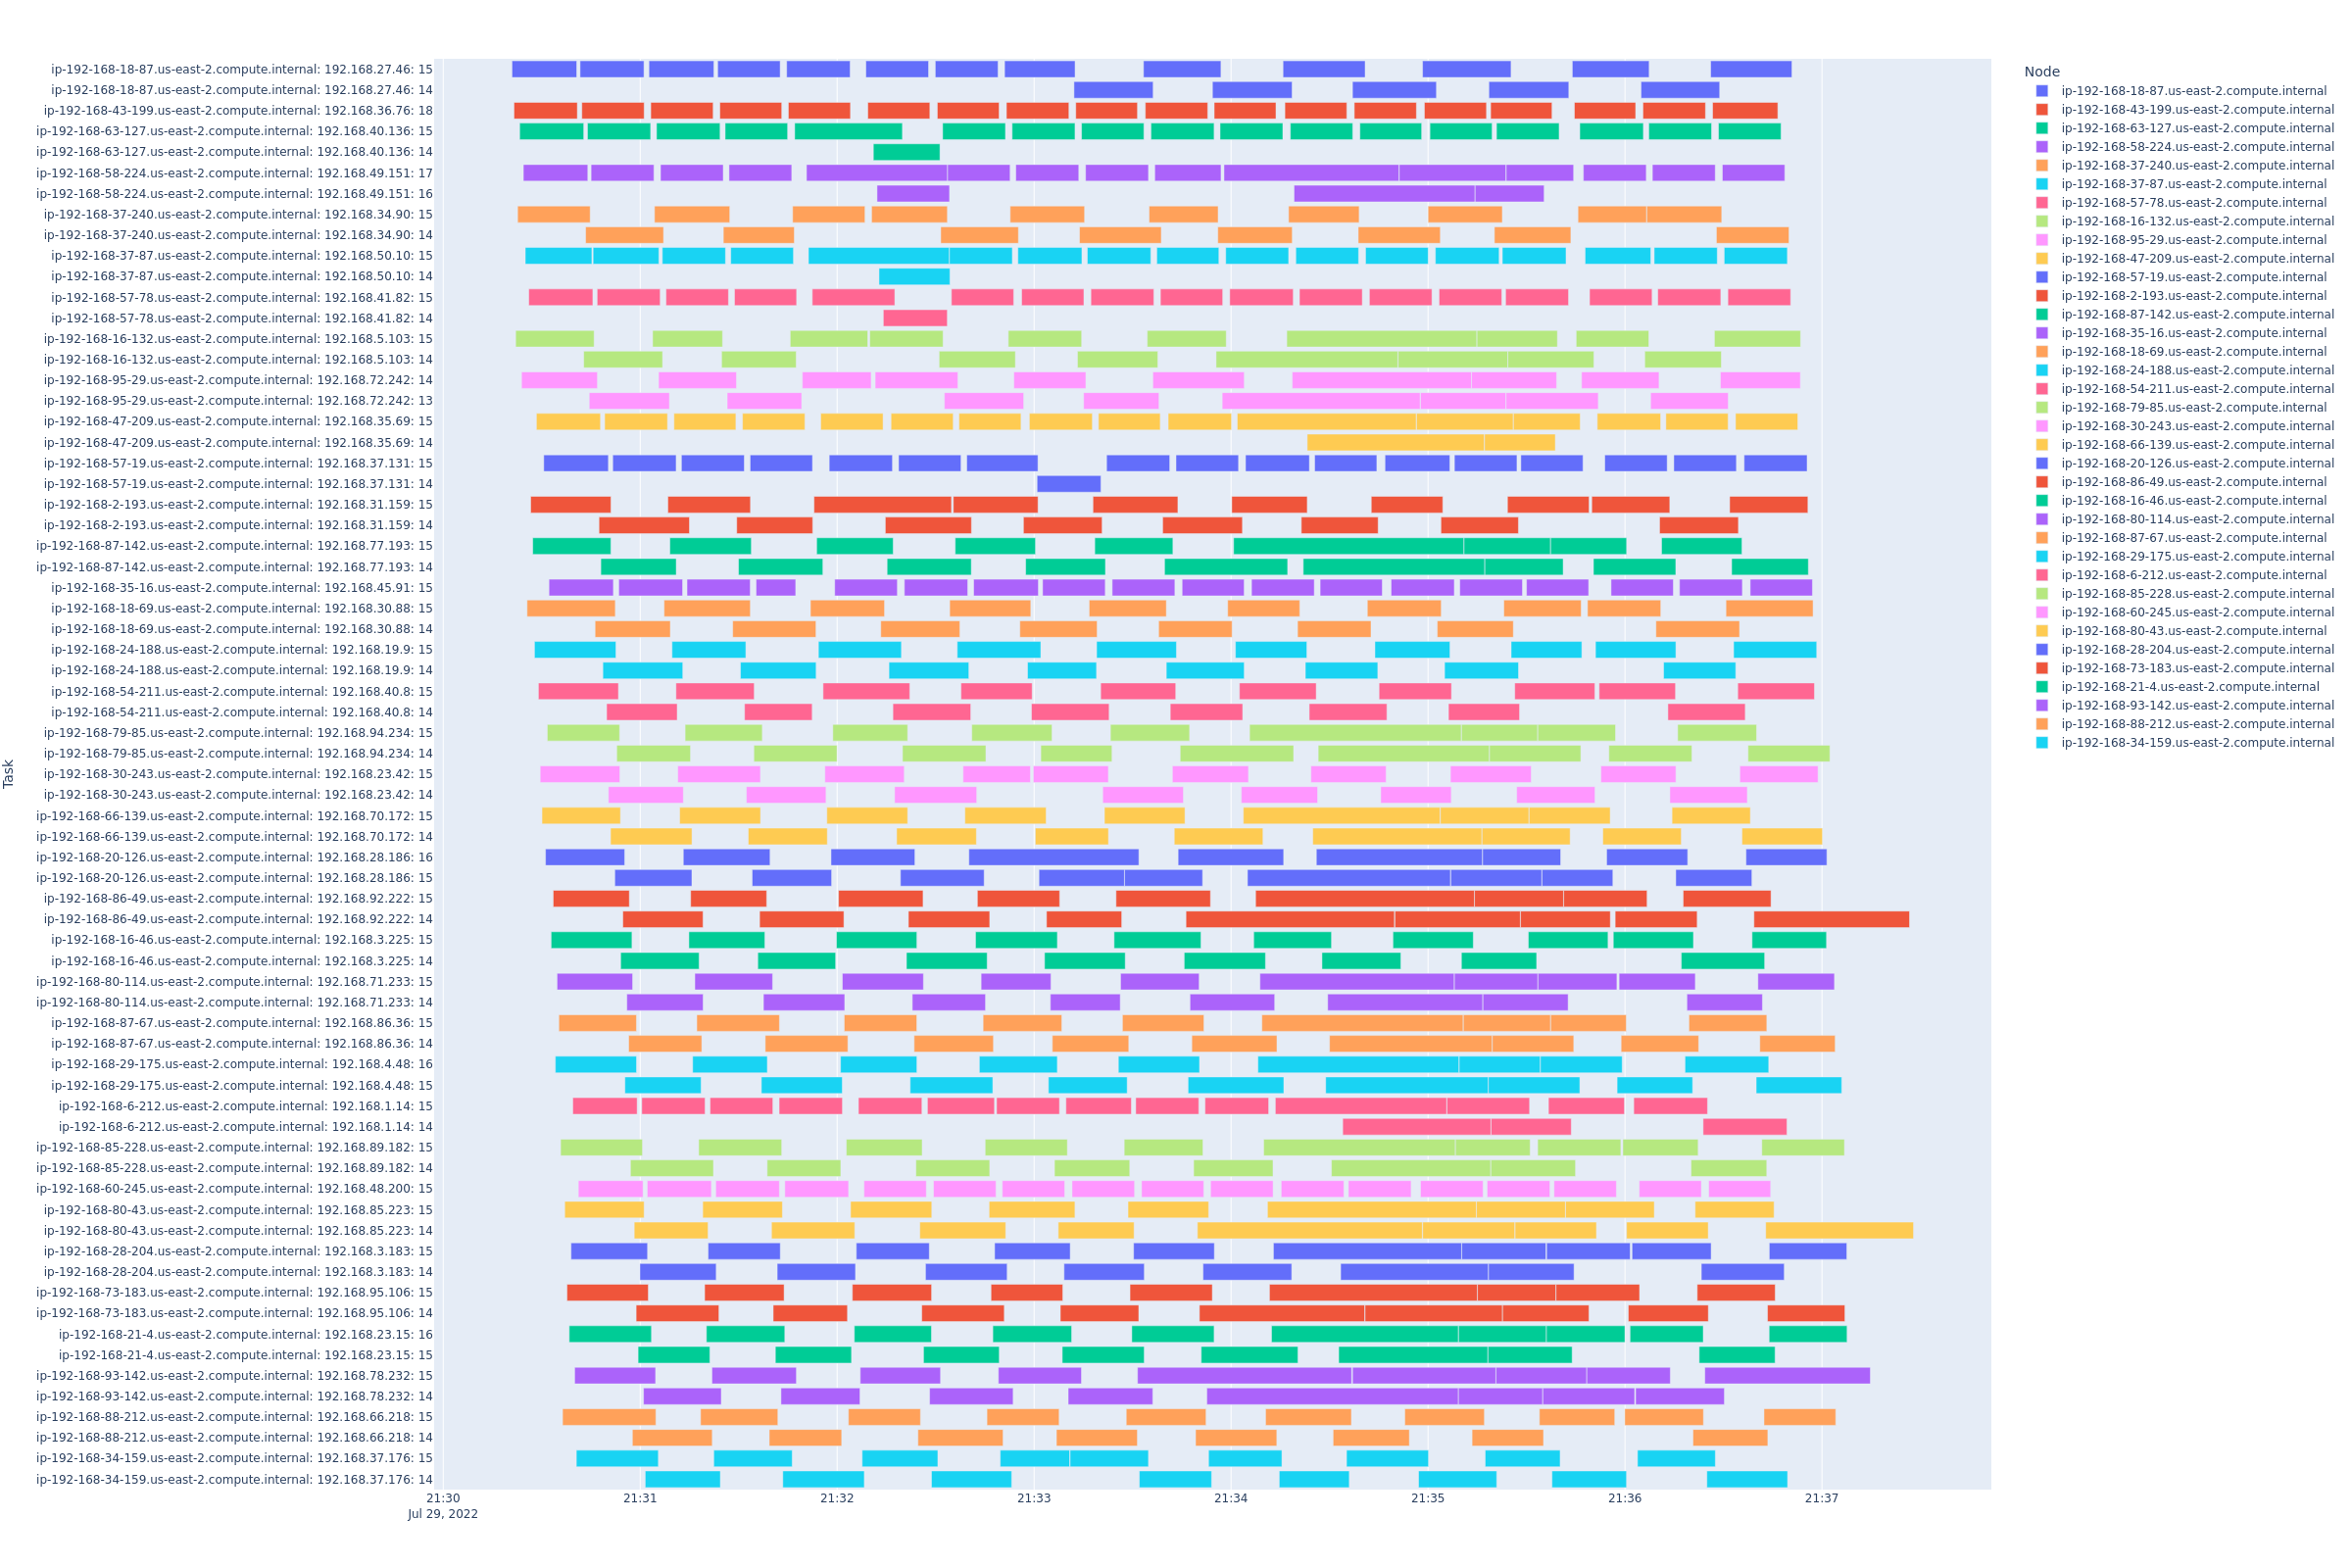 ip-192-168-18-87.us-east-2.compute.internal: 192.168.27.46: 15
ip-192-168-18-87.us-east-2.compute.internal: 192.168.27.46: 14
ip-192-168-43-199.us-east-2.compute.internal: 192.168.36.76: 18
ip-192-168-63-127.us-east-2.compute.internal: 192.168.40.136: 15
ip-192-168-63-127.us-east-2.compute.internal: 192.168.40.136: 14
ip-192-168-58-224.us-east-2.compute.internal: 192.168.49.151: 17
ip-192-168-58-224.us-east-2.compute.internal: 192.168.49.151: 16
ip-192-168-37-240.us-east-2.compute.internal: 192.168.34.90: 15
ip-192-168-37-240.us-east-2.compute.internal: 192.168.34.90: 14
ip-192-168-37-87.us-east-2.compute.internal: 192.168.50.10: 15
ip-192-168-37-87.us-east-2.compute.internal: 192.168.50.10: 14
ip-192-168-57-78.us-east-2.compute.internal: 192.168.41.82: 15
ip-192-168-57-78.us-east-2.compute.internal: 192.168.41.82: 14
ip-192-168-16-132.us-east-2.compute.internal: 192.168.5.103: 15
ip-192-168-16-132.us-east-2.compute.internal: 192.168.5.103: 14
ip-192-168-95-29.us-east-2.compute.internal: 192.168.72.242: 14
ip-192-168-95-29.us-east-2.compute.internal: 192.168.72.242: 13
ip-192-168-47-209.us-east-2.compute.internal: 192.168.35.69: 15
ip-192-168-47-209.us-east-2.compute.internal: 192.168.35.69: 14
ip-192-168-57-19.us-east-2.compute.internal: 192.168.37.131: 15
ip-192-168-57-19.us-east-2.compute.internal: 192.168.37.131: 14
ip-192-168-2-193.us-east-2.compute.internal: 192.168.31.159: 15
ip-192-168-2-193.us-east-2.compute.internal: 192.168.31.159: 14
ip-192-168-87-142.us-east-2.compute.internal: 192.168.77.193: 15
ip-192-168-87-142.us-east-2.compute.internal: 192.168.77.193: 14
ip-192-168-35-16.us-east-2.compute.internal: 192.168.45.91: 15
ip-192-168-18-69.us-east-2.compute.internal: 192.168.30.88: 15
ip-192-168-18-69.us-east-2.compute.internal: 192.168.30.88: 14
ip-192-168-24-188.us-east-2.compute.internal: 192.168.19.9: 15
ip-192-168-24-188.us-east-2.compute.internal: 192.168.19.9: 14
ip-192-168-54-211.us-east-2.compute.internal: 192.168.40.8: 15
ip-192-168-54-211.us-east-2.compute.internal: 192.168.40.8: 14
ip-192-168-79-85.us-east-2.compute.internal: 192.168.94.234: 15
ip-192-168-79-85.us-east-2.compute.internal: 192.168.94.234: 14
ip-192-168-30-243.us-east-2.compute.internal: 192.168.23.42: 15
ip-192-168-30-243.us-east-2.compute.internal: 192.168.23.42: 14
ip-192-168-66-139.us-east-2.compute.internal: 192.168.70.172: 15
ip-192-168-66-139.us-east-2.compute.internal: 192.168.70.172: 14
ip-192-168-20-126.us-east-2.compute.internal: 192.168.28.186: 16
ip-192-168-20-126.us-east-2.compute.internal: 192.168.28.186: 15
ip-192-168-86-49.us-east-2.compute.internal: 192.168.92.222: 15
ip-192-168-86-49.us-east-2.compute.internal: 192.168.92.222: 14
ip-192-168-16-46.us-east-2.compute.internal: 192.168.3.225: 15
ip-192-168-16-46.us-east-2.compute.internal: 192.168.3.225: 14
ip-192-168-80-114.us-east-2.compute.internal: 192.168.71.233: 15
ip-192-168-80-114.us-east-2.compute.internal: 192.168.71.233: 14
ip-192-168-87-67.us-east-2.compute.internal: 192.168.86.36: 15
ip-192-168-87-67.us-east-2.compute.internal: 192.168.86.36: 14
ip-192-168-29-175.us-east-2.compute.internal: 192.168.4.48: 16
ip-192-168-29-175.us-east-2.compute.internal: 192.168.4.48: 15
ip-192-168-6-212.us-east-2.compute.internal: 192.168.1.14: 15
ip-192-168-6-212.us-east-2.compute.internal: 192.168.1.14: 14
ip-192-168-85-228.us-east-2.compute.internal: 192.168.89.182: 15
ip-192-168-85-228.us-east-2.compute.internal: 192.168.89.182: 14
ip-192-168-60-245.us-east-2.compute.internal: 192.168.48.200: 15
ip-192-168-80-43.us-east-2.compute.internal: 192.168.85.223: 15
ip-192-168-80-43.us-east-2.compute.internal: 192.168.85.223: 14
ip-192-168-28-204.us-east-2.compute.internal: 192.168.3.183: 15
ip-192-168-28-204.us-east-2.compute.internal: 192.168.3.183: 14
ip-192-168-73-183.us-east-2.compute.internal: 192.168.95.106: 15
ip-192-168-73-183.us-east-2.compute.internal: 192.168.95.106: 14
ip-192-168-21-4.us-east-2.compute.internal: 192.168.23.15: 16
ip-192-168-21-4.us-east-2.compute.internal: 192.168.23.15: 15
ip-192-168-93-142.us-east-2.compute.internal: 192.168.78.232: 15
ip-192-168-93-142.us-east-2.compute.internal: 192.168.78.232: 14
ip-192-168-88-212.us-east-2.compute.internal: 192.168.66.218: 15
ip-192-168-88-212.us-east-2.compute.internal: 192.168.66.218: 14
ip-192-168-34-159.us-east-2.compute.internal: 192.168.37.176: 15
ip-192-168-34-159.us-east-2.compute.internal: 192.168.37.176: 14
Task
21:30 21:31 21:32 21:33 21:34 21:35 21:36 21:37
Jul 29, 2022
Node
ip-192-168-18-87.us-east-2.compute.internal
ip-192-168-43-199.us-east-2.compute.internal
ip-192-168-63-127.us-east-2.compute.internal
ip-192-168-58-224.us-east-2.compute.internal
ip-192-168-37-240.us-east-2.compute.internal
ip-192-168-37-87.us-east-2.compute.internal
ip-192-168-57-78.us-east-2.compute.internal
ip-192-168-16-132.us-east-2.compute.internal
ip-192-168-95-29.us-east-2.compute.internal
ip-192-168-47-209.us-east-2.compute.internal
ip-192-168-57-19.us-east-2.compute.internal
ip-192-168-2-193.us-east-2.compute.internal
ip-192-168-87-142.us-east-2.compute.internal
ip-192-168-35-16.us-east-2.compute.internal
ip-192-168-18-69.us-east-2.compute.internal
ip-192-168-24-188.us-east-2.compute.internal
ip-192-168-54-211.us-east-2.compute.internal
ip-192-168-79-85.us-east-2.compute.internal
ip-192-168-30-243.us-east-2.compute.internal
ip-192-168-66-139.us-east-2.compute.internal
ip-192-168-20-126.us-east-2.compute.internal
ip-192-168-86-49.us-east-2.compute.internal
ip-192-168-16-46.us-east-2.compute.internal
ip-192-168-80-114.us-east-2.compute.internal
ip-192-168-87-67.us-east-2.compute.internal
ip-192-168-29-175.us-east-2.compute.internal
ip-192-168-6-212.us-east-2.compute.internal
ip-192-168-85-228.us-east-2.compute.internal
ip-192-168-60-245.us-east-2.compute.internal
ip-192-168-80-43.us-east-2.compute.internal
ip-192-168-28-204.us-east-2.compute.internal
ip-192-168-73-183.us-east-2.compute.internal
ip-192-168-21-4.us-east-2.compute.internal
ip-192-168-93-142.us-east-2.compute.internal
ip-192-168-88-212.us-east-2.compute.internal
ip-192-168-34-159.us-east-2.compute.internal